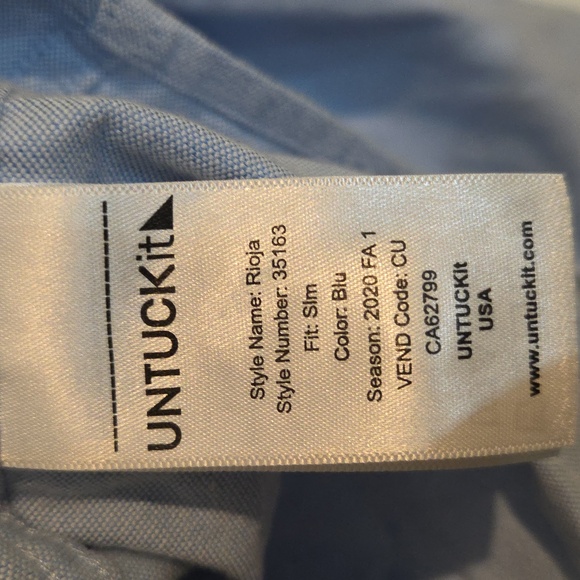 UNTUCKit
Style Name: Rioja
Style Number: 35163
Fit: Slm
Color: Blu
Season: 2020 FA 1
VEND Code: CU
CA62799
UNTUCKIt
USA
www.untuckit.com